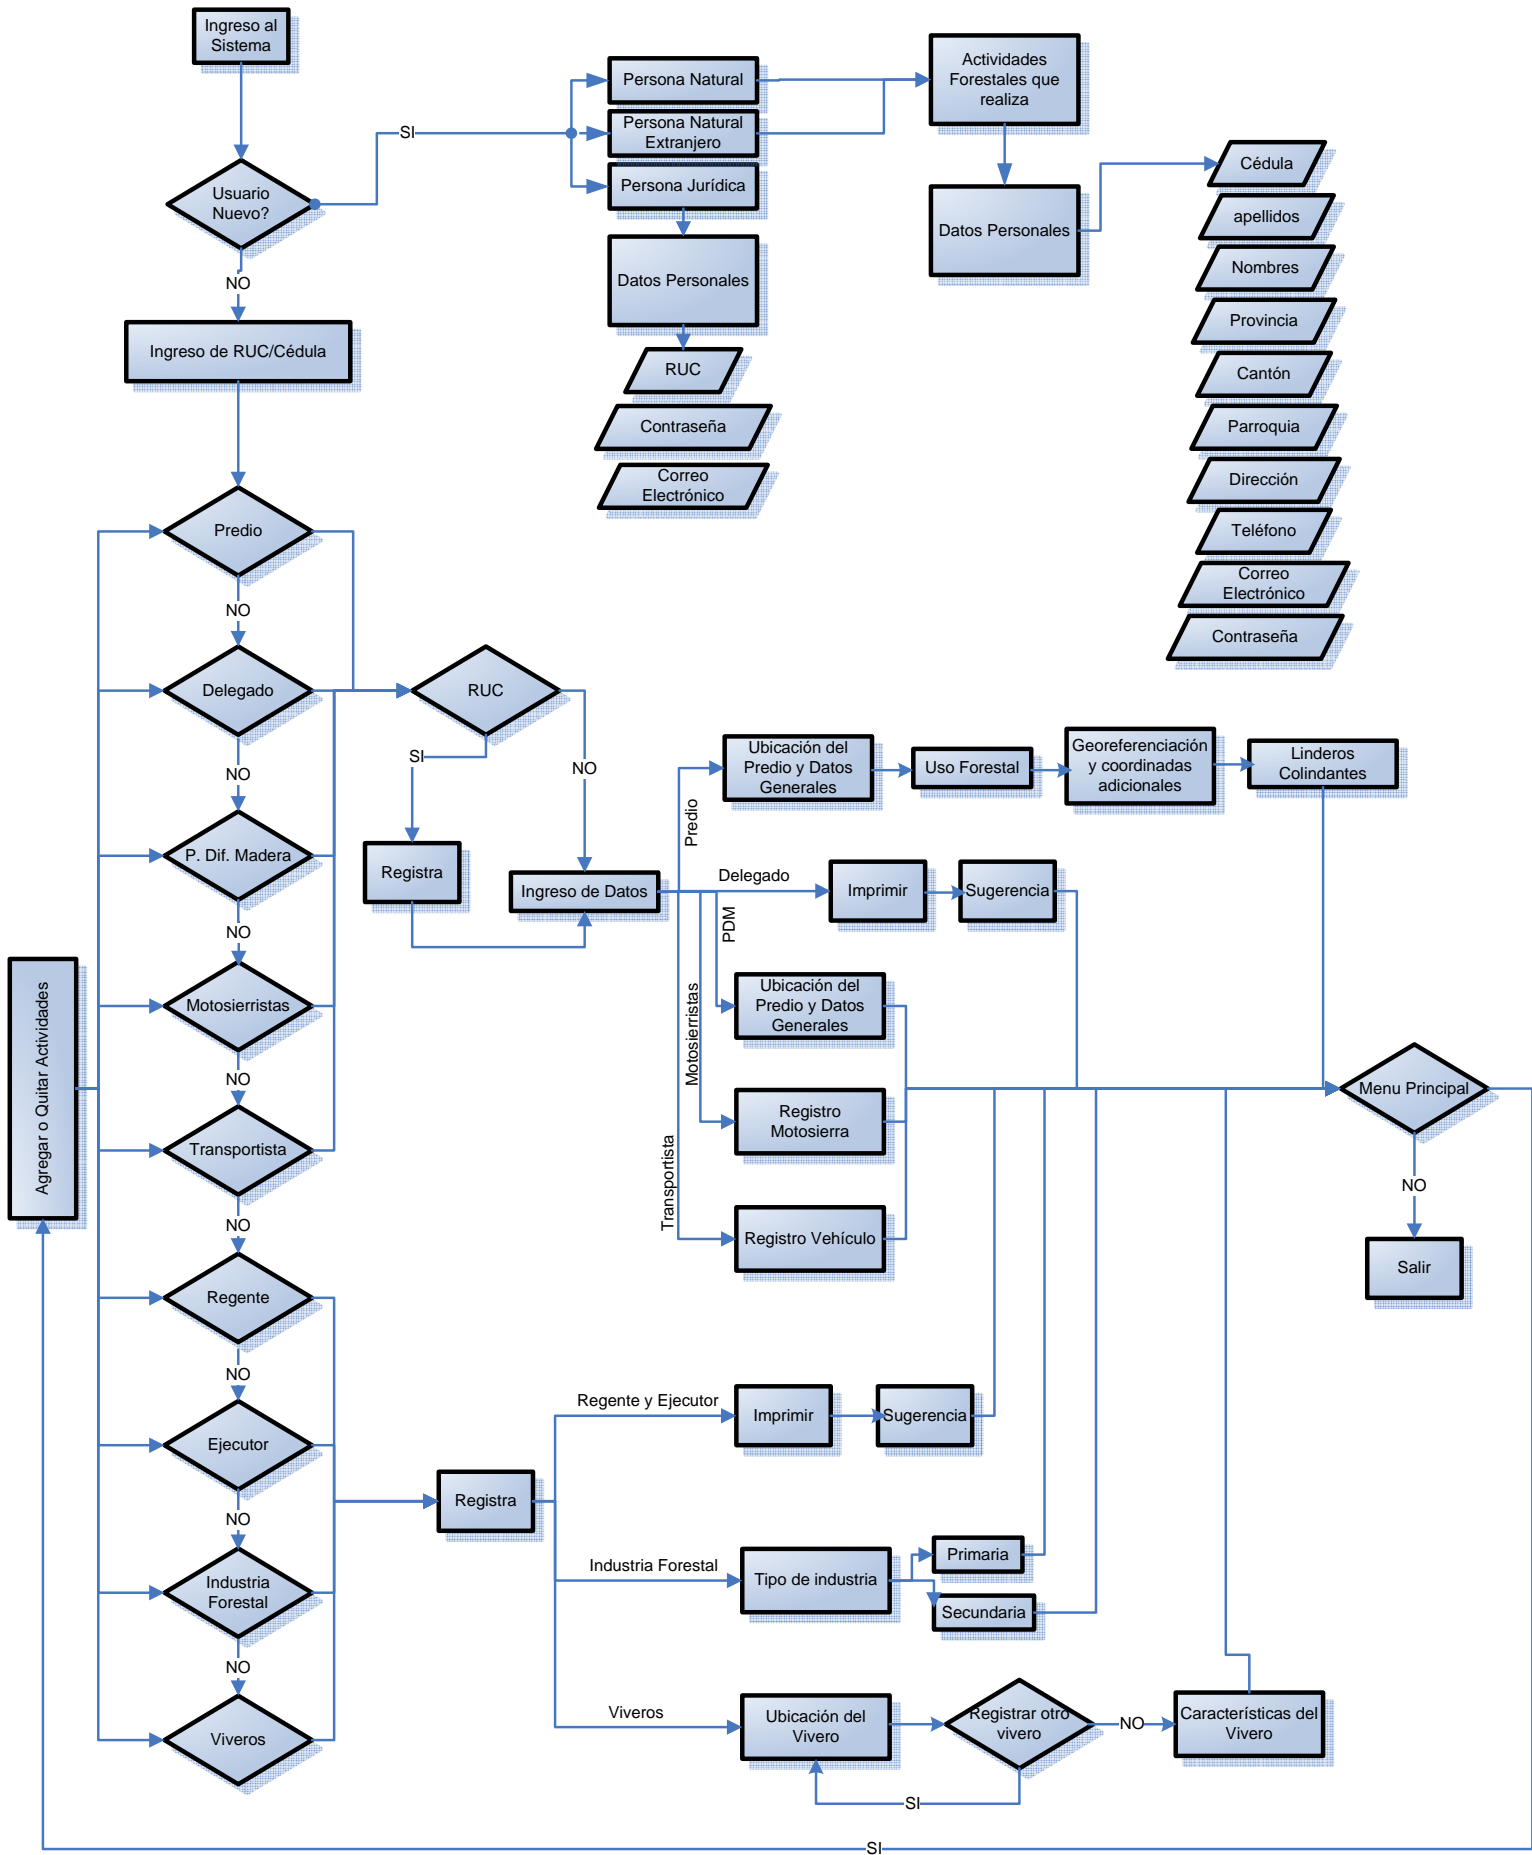 Ingreso al
Sistema
Usuario
Nuevo?
SI
NO
Ingreso de RUC/Cédula
Persona Natural
Persona Natural
Extranjero
Persona Jurídica
Datos Personales
RUC
Contraseña
Correo
Electrónico
Actividades
Forestales que
realiza
Datos Personales
Cédula
apellidos
Nombres
Provincia
Cantón
Parroquia
Dirección
Teléfono
Correo
Electrónico
Contraseña
Predio
NO
Delegado
NO
P. Dif. Madera
NO
Motosierristas
NO
Transportista
NO
Regente
NO
Ejecutor
NO
Industria
Forestal
NO
Viveros
Agregar o Quitar Actividades
RUC
SI
NO
Registra
Ingreso de Datos
Predio
Delegado
PDM
Motosierristas
Transportista
Ubicación del
Predio y Datos
Generales
Uso Forestal
Georeferenciación
y coordinadas
adicionales
Linderos
Colindantes
Imprimir
Sugerencia
Ubicación del
Predio y Datos
Generales
Registro
Motosierra
Registro Vehículo
Menu Principal
NO
Salir
Registra
Regente y Ejecutor
Imprimir
Sugerencia
Industria Forestal
Tipo de industria
Primaria
Secundaria
Viveros
Ubicación del
Vivero
Registrar otro
vivero
NO
Características del
Vivero
SI
SI